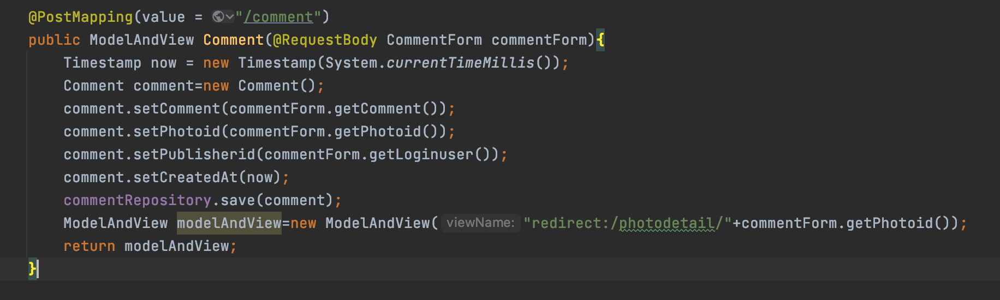 @PostMapping(value = "/comment")
public ModelAndView Comment(@RequestBody CommentForm commentForm){
    Timestamp now = new Timestamp(System.currentTimeMillis());
    Comment comment=new Comment();
    comment.setComment(commentForm.getComment());
    comment.setPhotoid(commentForm.getPhotoid());
    comment.setPublisherid(commentForm.getLoginuser());
    comment.setCreatedAt(now);
    commentRepository.save(comment);
    ModelAndView modelAndView=new ModelAndView( viewName: "redirect:/photodetail/"+commentForm.getPhotoid());
    return modelAndView;
}